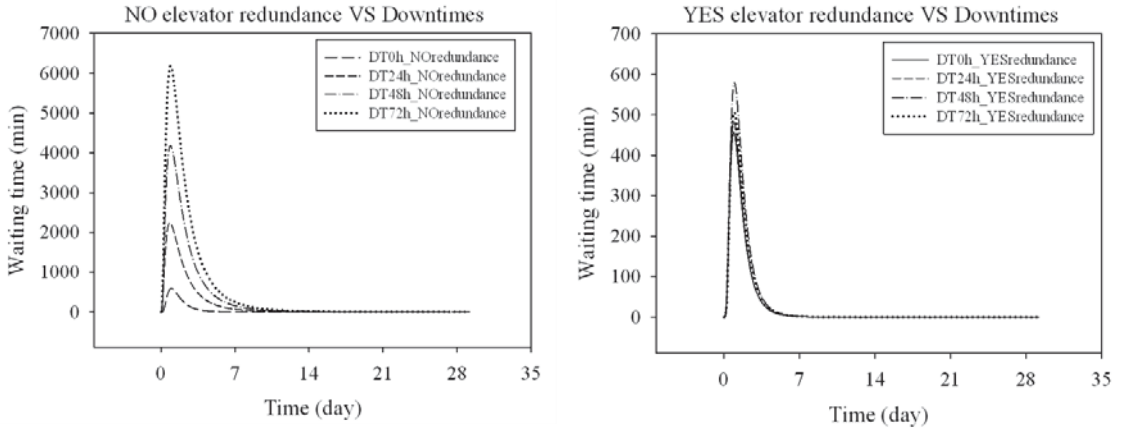 NO elevator redundance VS Downtimes
7000
6000
5000
4000
3000
2000
1000
0
Waiting time (min)
DT0h_NOredundance
DT24h_NOredundance
DT48h_NOredundance
DT72h_NOredundance
0 7 14 21 28 35
Time (day)
YES elevator redundance VS Downtimes
700
600
500
400
300
200
100
0
Waiting time (min)
DT0h_YESredundance
DT24h_YESredundance
DT48h_YESredundance
DT72h_YESredundance
0 7 14 21 28 35
Time (day)